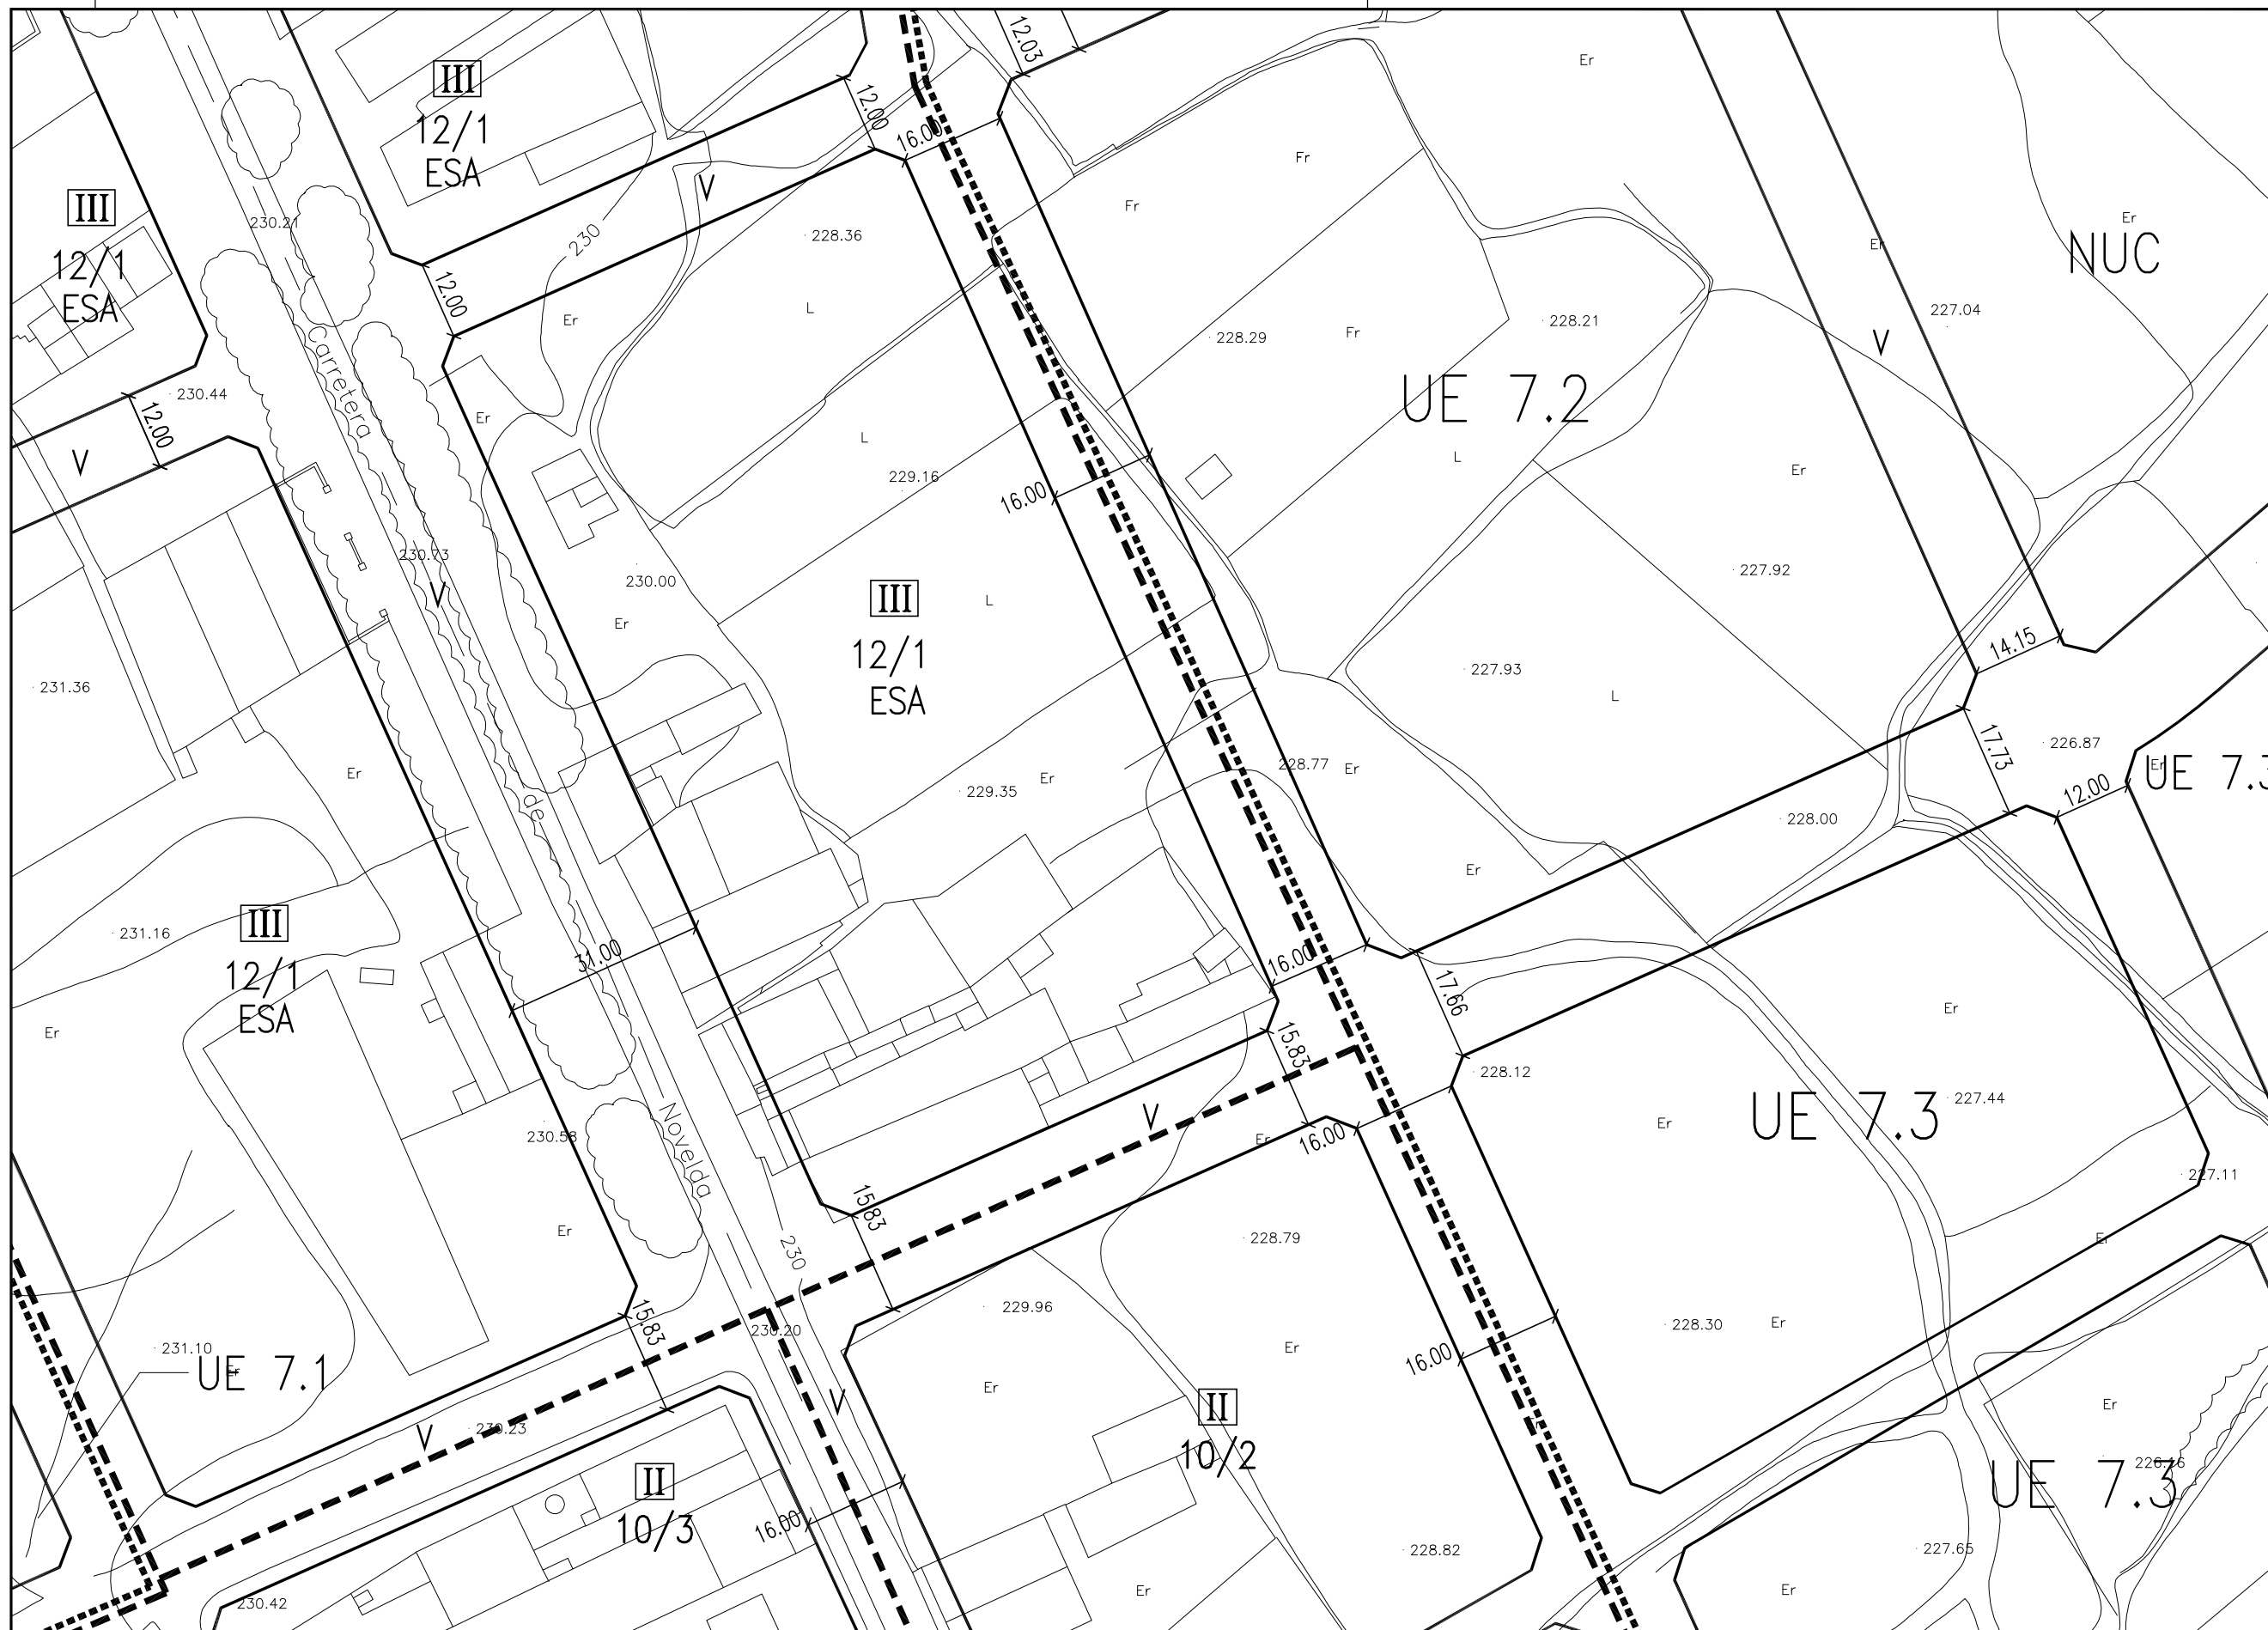 12.03
Er
III
12/1
ESA
12.00
16.00
V
Fr
Fr
III
12/1
ESA
230.21
230
228.36
Er
Er
NUC
12.00
Er
L
228.29
Fr
228.21
227.04
V
Carretera
230.44
12.00
V
Er
L
UE 7.2
L
Er
229.16
16.00
230.73
V
230.00
Er
III
12/1
ESA
L
227.92
14.15
231.36
227.93
L
17.73
226.87
Er
UE 7.3
12.00
Er
de
229.35
Er
228.77
Er
228.00
Er
III
12/1
ESA
231.16
31.00
16.00
17.66
Er
Er
15.83
228.12
UE 7.3
227.44
Er
V
Er
16.00
Novelda
230.58
227.11
15.83
Er
230
228.79
Er
229.96
15.83
230.20
Er
228.30
Er
231.10
UE 7.1
Er
16.00
Er
V
II
10/2
Er
Er
V
230.23
II
10/3
16.00
UE 7.3
226.16
228.82
227.65
Er
Er
230.42